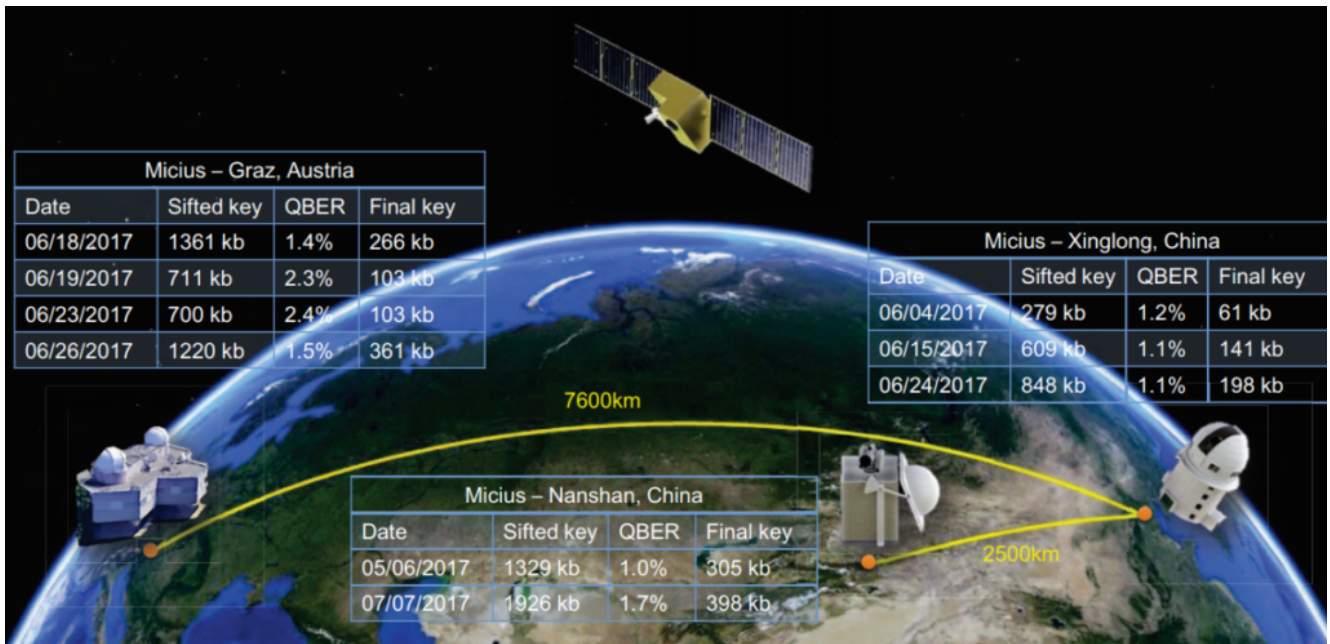 Micius – Graz, Austria
Date Sifted key QBER Final key
06/18/2017 1361 kb 1.4% 266 kb
06/19/2017 711 kb 2.3% 103 kb
06/23/2017 700 kb 2.4% 103 kb
06/26/2017 1220 kb 1.5% 361 kb
Micius – Xinglong, China
Date Sifted key QBER Final key
06/04/2017 279 kb 1.2% 61 kb
06/15/2017 609 kb 1.1% 141 kb
06/24/2017 848 kb 1.1% 198 kb
7600km
Micius – Nanshan, China
Date Sifted key QBER Final key
05/06/2017 1329 kb 1.0% 305 kb
07/07/2017 1926 kb 1.7% 398 kb
2500km